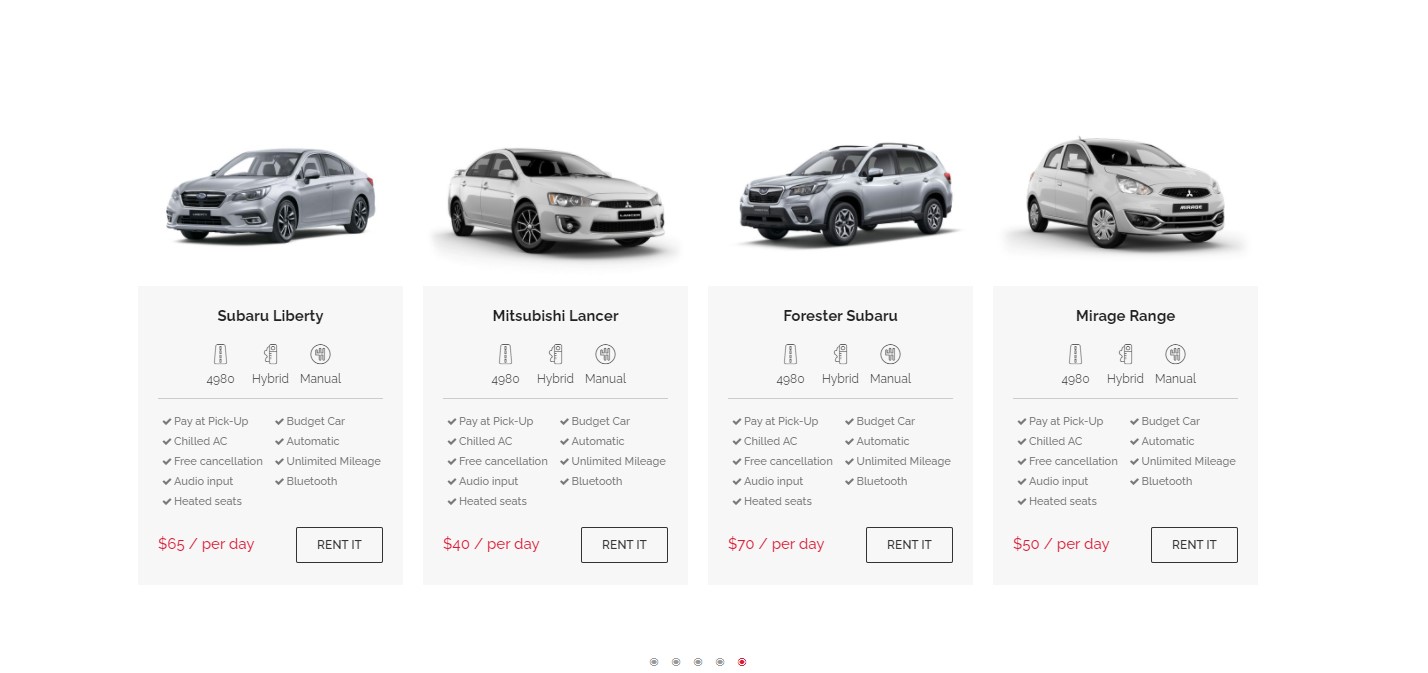 LANCER
MIRAGE
Subaru Liberty
4980 Hybrid Manual
Pay at Pick-Up Budget Car
Chilled AC Automatic
Free cancellation Unlimited Mileage
Audio input Bluetooth
Heated seats
$65 / per day RENT IT
Mitsubishi Lancer
4980 Hybrid Manual
Pay at Pick-Up Budget Car
Chilled AC Automatic
Free cancellation Unlimited Mileage
Audio input Bluetooth
Heated seats
$40 / per day RENT IT
Forester Subaru
4980 Hybrid Manual
Pay at Pick-Up Budget Car
Chilled AC Automatic
Free cancellation Unlimited Mileage
Audio input Bluetooth
Heated seats
$70 / per day RENT IT
Mirage Range
4980 Hybrid Manual
Pay at Pick-Up Budget Car
Chilled AC Automatic
Free cancellation Unlimited Mileage
Audio input Bluetooth
Heated seats
$50 / per day RENT IT